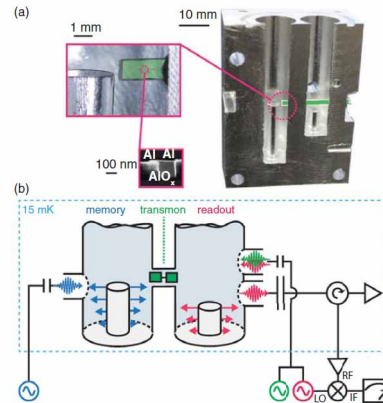 (a)
1 mm
10 mm
Al Al
AlOx
100 nm
(b)
15 mK
memory
transmon
readout
RF
LO
IF